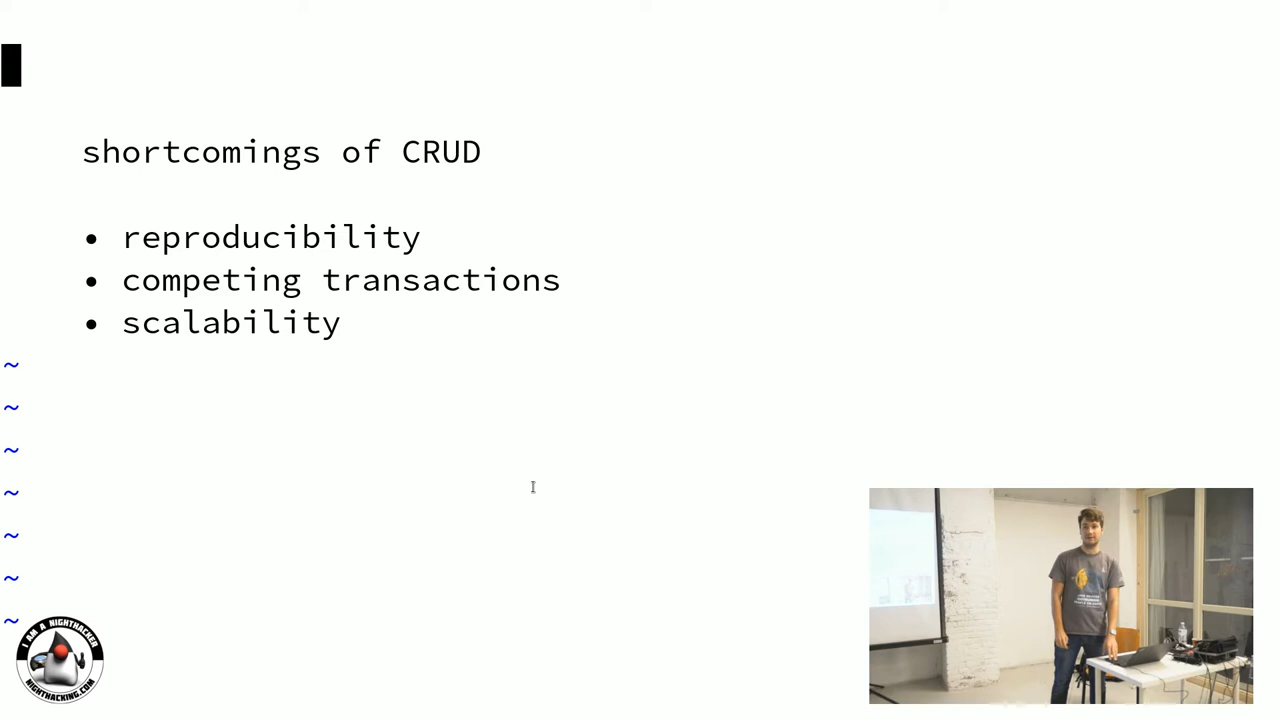 shortcomings of CRUD
• reproducibility
• competing transactions
• scalability
~
~
~
~
~
~
~
I AM A NIGHTHACKER
NIGHTHACKING.COM